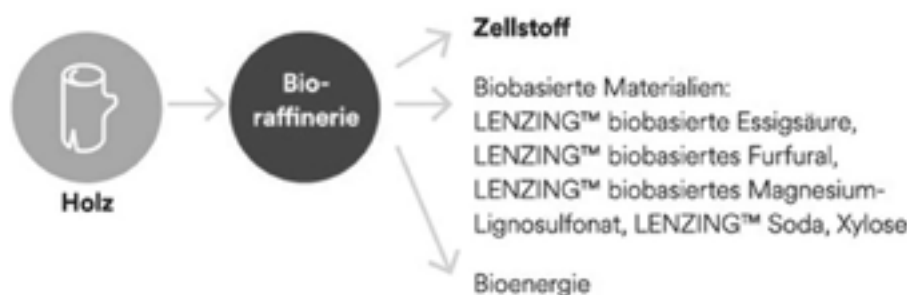 Holz
Bio-
raffinerie
Zellstoff
Biobasierte Materialien:
LENZING™ biobasierte Essigsäure,
LENZING™ biobasiertes Furfural,
LENZING™ biobasiertes Magnesium-
Lignosulfonat, LENZING™ Soda, Xylose
Bioenergie